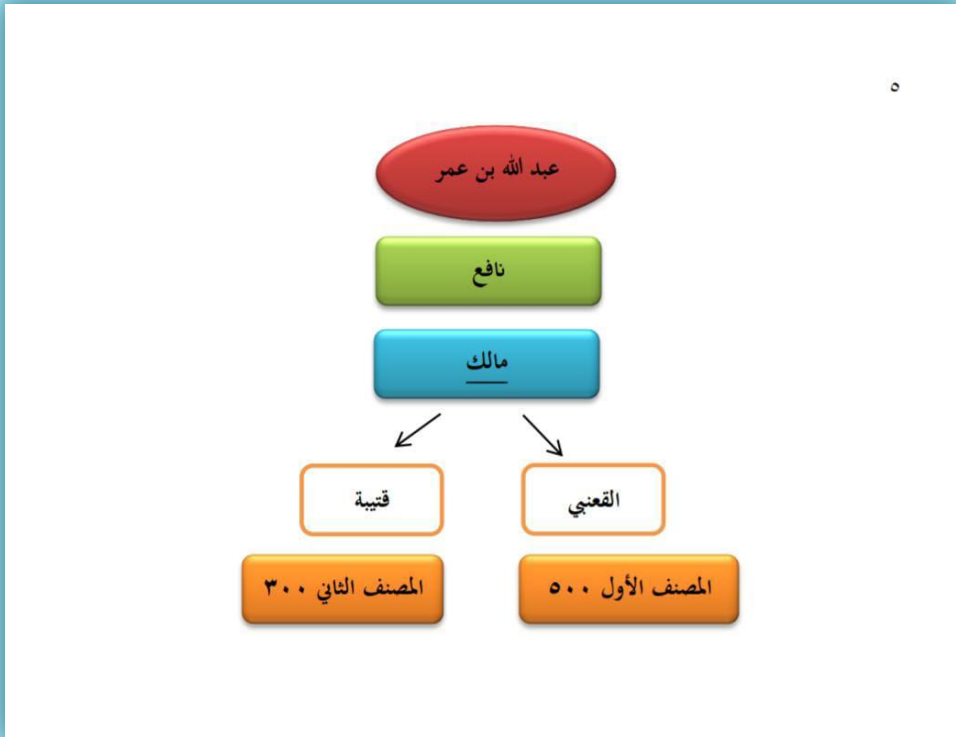 ٥
عبد الله بن عمر
نافع
مالك
القعنبي
قتيبة
المصنف الأول ٥٠٠
المصنف الثاني ٣٠٠